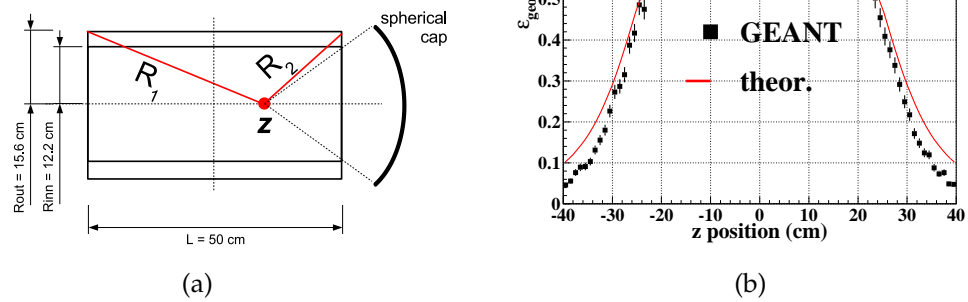 spherical
cap
R1
R2
z
Rout = 15.6 cm
Rinn = 12.2 cm
L = 50 cm
(a)
εgeo
0.4
0.3
0.2
0.1
0
GEANT
theor.
-40 -30 -20 -10 0 10 20 30 40
z position (cm)
(b)